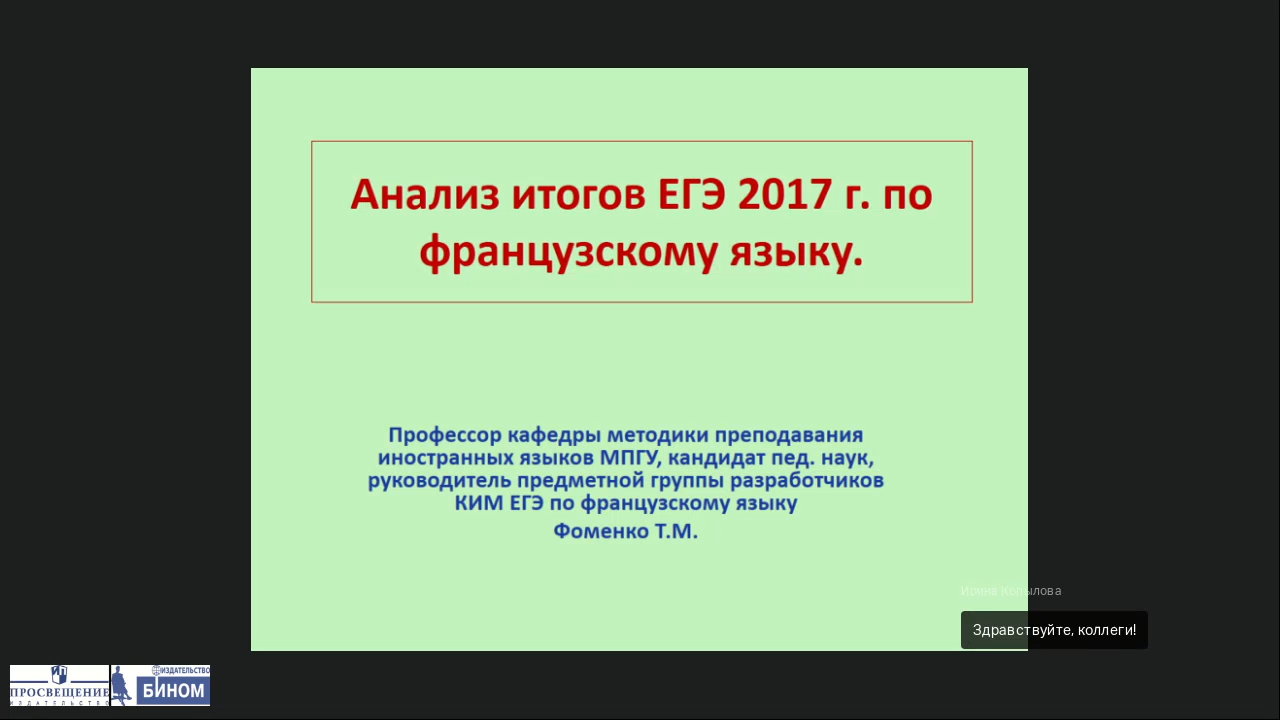 Анализ итогов ЕГЭ 2017 г. по
французскому языку.
Профессор кафедры методики преподавания
иностранных языков МПГУ, кандидат пед. наук,
руководитель предметной группы разработчиков
КИМ ЕГЭ по французскому языку
Фоменко Т.М.
Ирина Копылова
Здравствуйте, коллеги!
ПРОСВЕЩЕНИЕ
ИЗДАТЕЛЬСТВО
ИЗДАТЕЛЬСТВО
БИНОМ